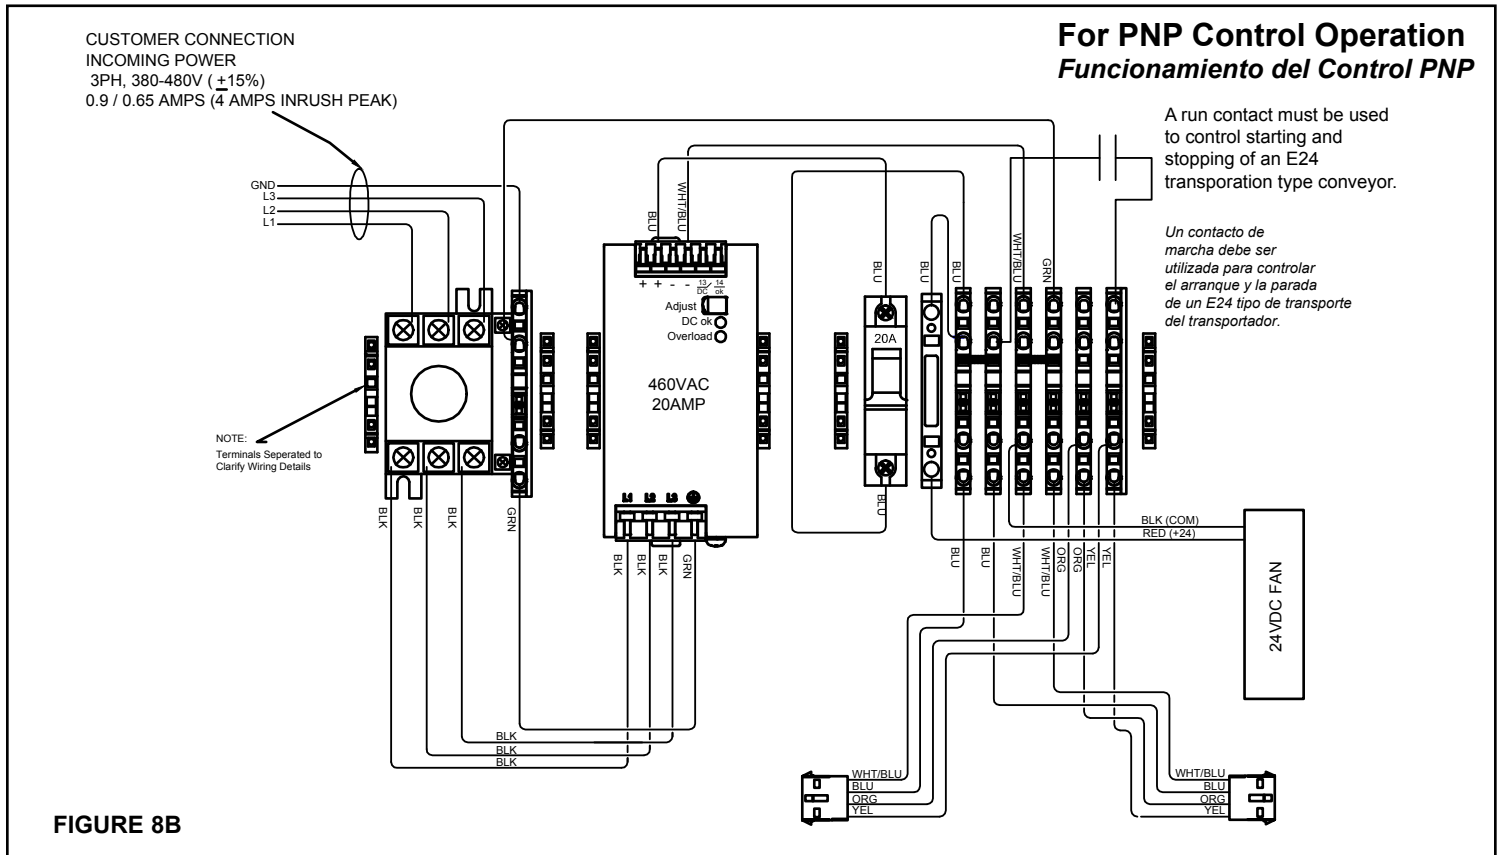 CUSTOMER CONNECTION
INCOMING POWER
3PH, 380-480V ( ±15%)
0.9 / 0.65 AMPS (4 AMPS INRUSH PEAK)
For PNP Control Operation
Funcionamiento del Control PNP
A run contact must be used
to control starting and
stopping of an E24
transporation type conveyor.
Un contacto de
marcha debe ser
utilizada para controlar
el arranque y la parada
de un E24 tipo de transporte
del transportador.
GND
L3
L2
L1
BLU
WHT/BLU
BLU
BLU
BLU
WHT/BLU
GRN
+ + - - 13 14
DC ok
Adjust
DC ok
Overload
20A
460VAC
20AMP
NOTE:
Terminals Seperated to
Clarify Wiring Details
L1 L2 L3
BLK
BLK
BLK
GRN
BLU
BLK
BLK
BLK
GRN
BLK (COM)
RED (+24)
BLU
BLU
WHT/BLU
WHT/BLU
ORG
ORG
YEL
YEL
24VDC FAN
BLK
BLK
BLK
WHT/BLU
BLU
ORG
YEL
WHT/BLU
BLU
ORG
YEL
FIGURE 8B